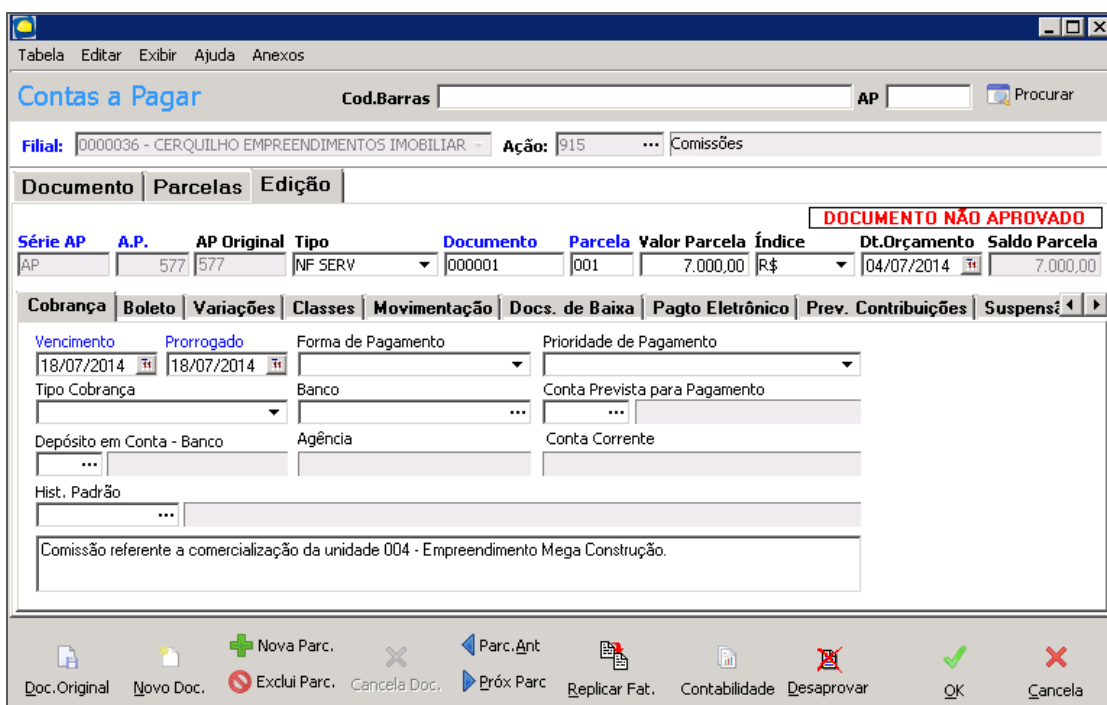 Tabela Editar Exibir Ajuda Anexos
Contas a Pagar Cod.Barras AP Procurar
Filial: 0000036 - CERQUILHO EMPREENDIMENTOS IMOBILIAR Ação: 915 ... Comissões
Documento Parcelas Edição
DOCUMENTO NÃO APROVADO
Série AP A.P. AP Original Tipo Documento Parcela Valor Parcela Índice Dt.Orçamento Saldo Parcela
AP 577 577 NF SERV 000001 001 7.000,00 R$ 04/07/2014 7.000,00
Cobrança Boleto Variações Classes Movimentação Docs. de Baixa Pagto Eletrônico Prev. Contribuições
Vencimento Prorrogado Forma de Pagamento Prioridade de Pagamento
18/07/2014 18/07/2014
Tipo Cobrança Banco Conta Prevista para Pagamento
... ...
Depósito em Conta - Banco Agência Conta Corrente
...
Hist. Padrão
...
Comissão referente a comercialização da unidade 004 - Empreendimento Mega Construção.
Nova Parc. Parc.Ant
Doc.Original Novo Doc. Exclui Parc. Cancela Doc. Próx Parc Replicar Fat. Contabilidade Desaprovar OK Cancela